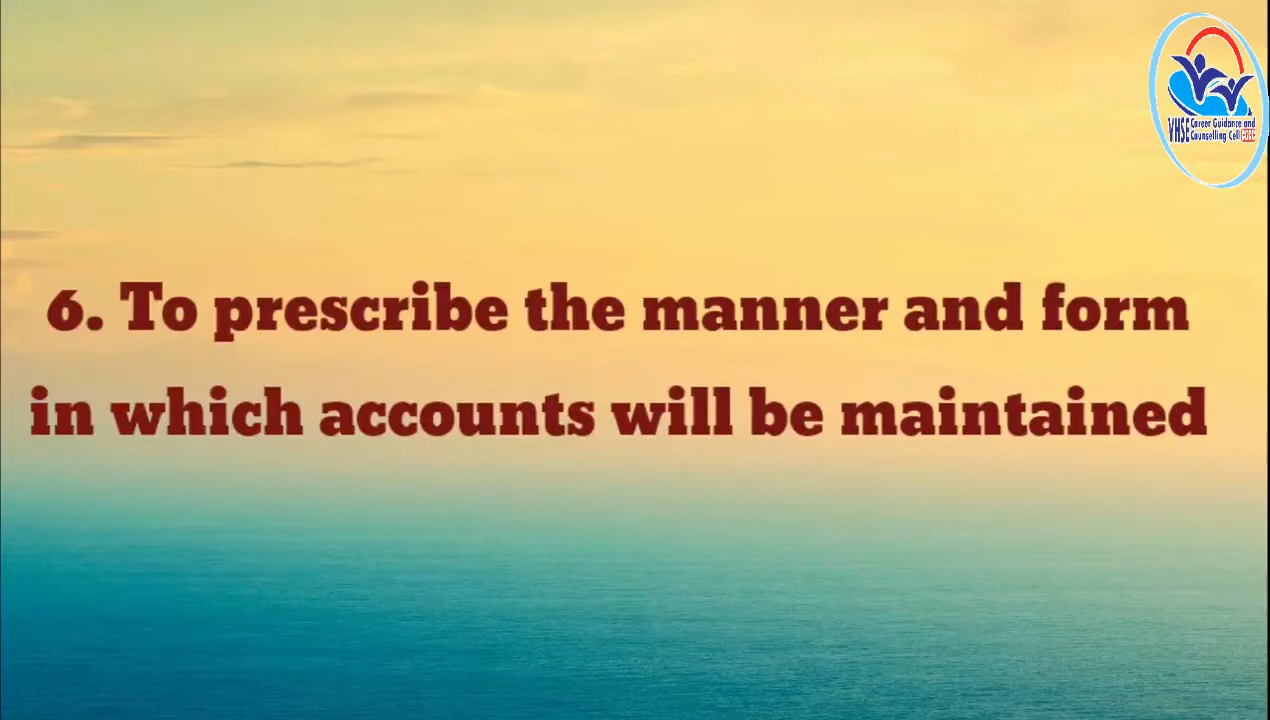 VHSE Career Guidance and
Counselling Cell
6. To prescribe the manner and form
in which accounts will be maintained